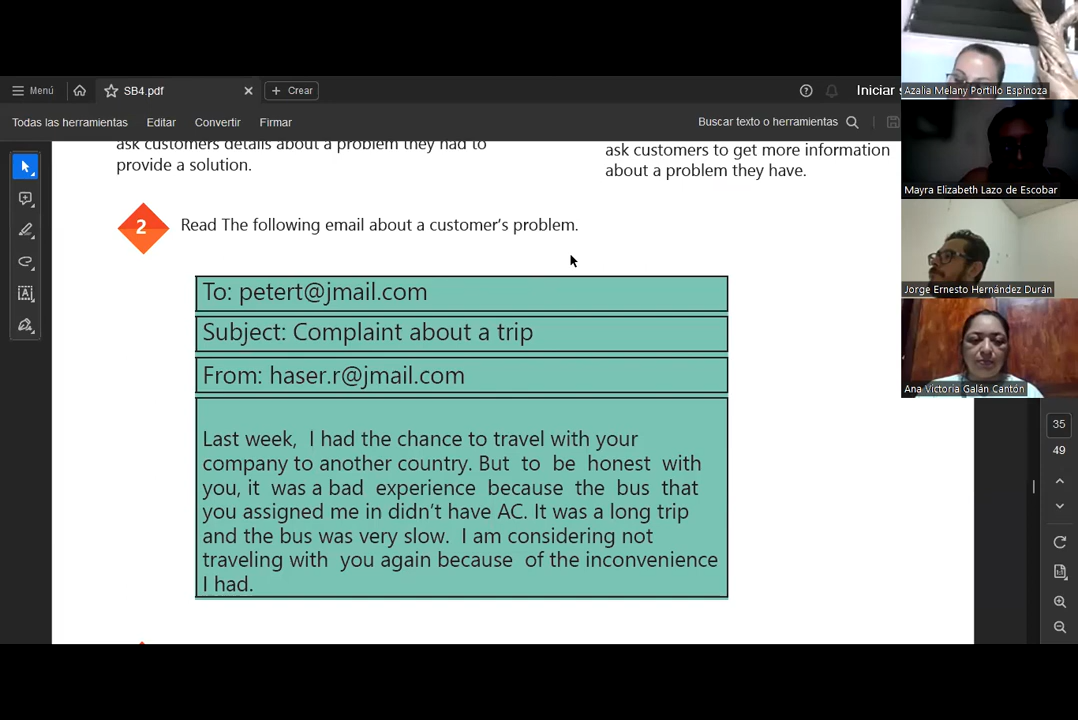 Menú
SB4.pdf
Crear
Iniciar s
Todas las herramientas
Editar
Convertir
Firmar
Buscar texto o herramientas
ask customers details about a problem they had to
provide a solution.
ask customers to get more information
about a problem they have.
2
Read The following email about a customer's problem.
To: petert@jmail.com
Subject: Complaint about a trip
From: haser.r@jmail.com
Last week, I had the chance to travel with your
company to another country. But to be honest with
you, it was a bad experience because the bus that
you assigned me in didn't have AC. It was a long trip
and the bus was very slow. I am considering not
traveling with you again because of the inconvenience
I had.
35
49
Azalia Melany Portillo Espinoza
Mayra Elizabeth Lazo de Escobar
Jorge Ernesto Hernández Durán
Ana Victoria Galán Cantón